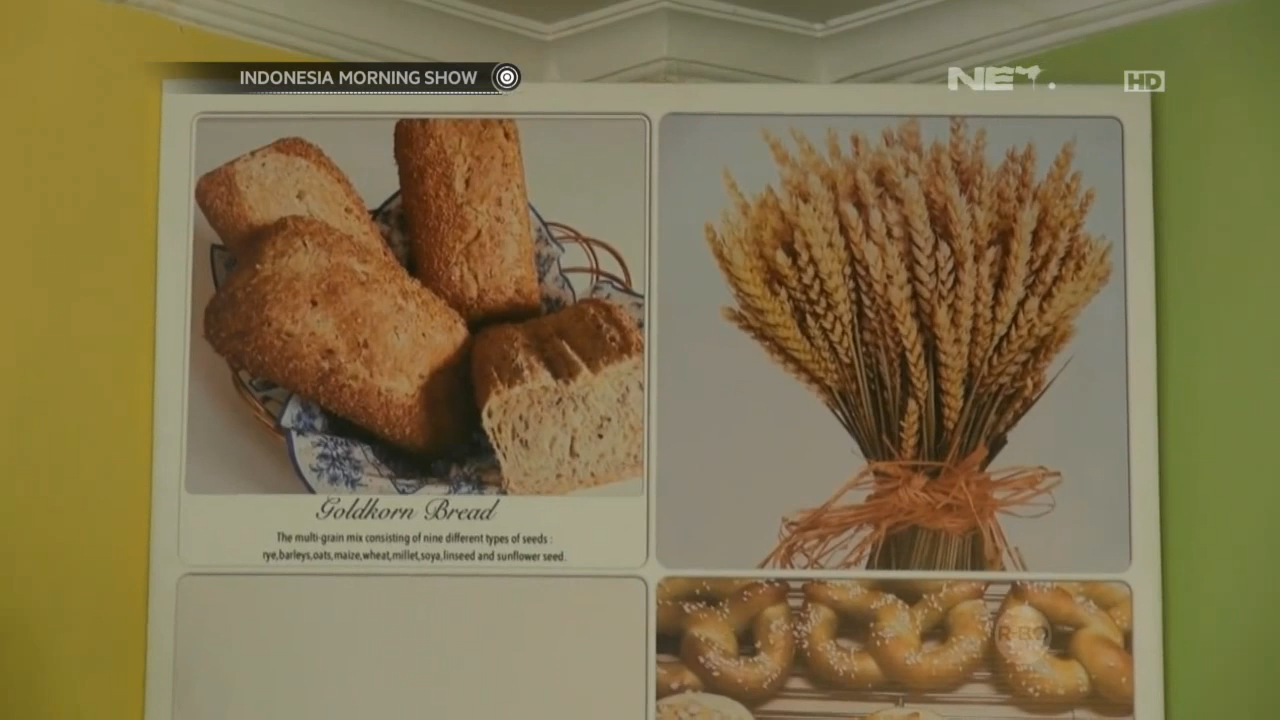 INDONESIA MORNING SHOW
NET.
HD
Goldkorn Bread
The multi-grain mix consisting of nine different types of seeds :
rye,barleys,oats,maize,wheat,millet,soya,linseed and sunflower seed.
R-BO